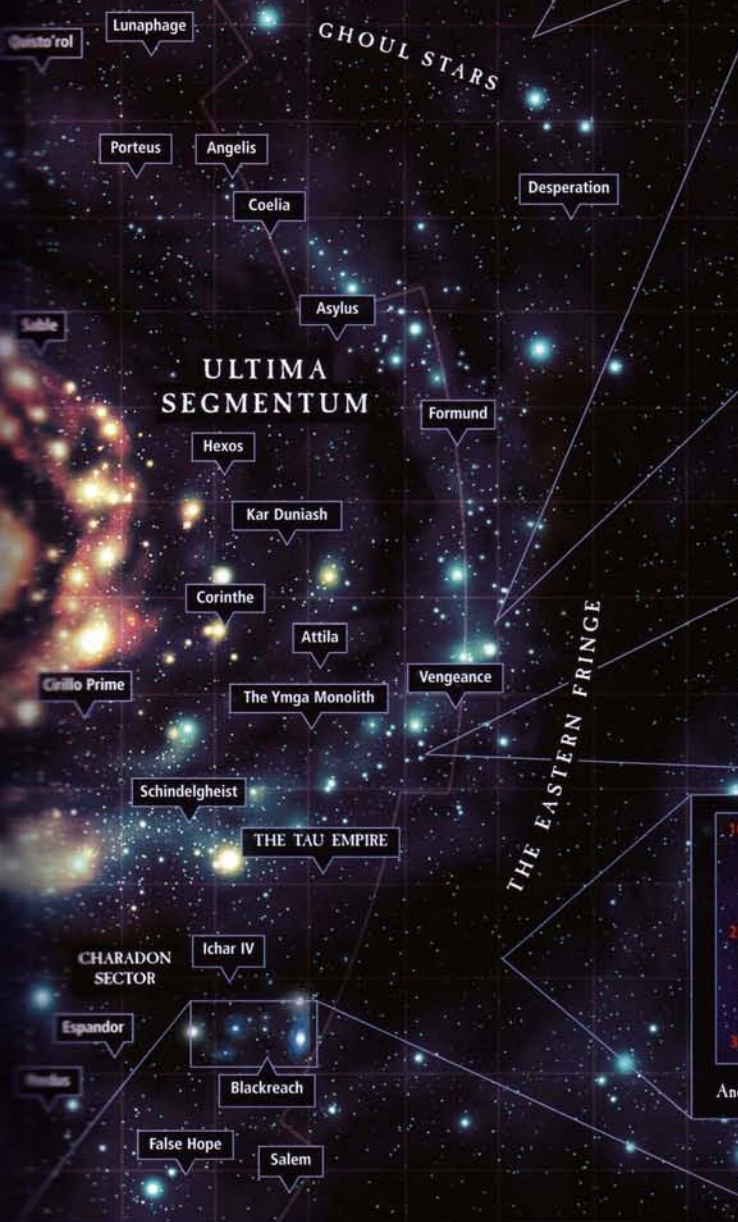 GHOUL STARS
Lunaphage
Quisto'rol
Porteus
Angelis
Desperation
Coelia
Asylus
Sable
ULTIMA
SEGMENTUM
Formund
Hexos
Kar Duniash
Corinthe
Attila
Vengeance
Cirillo Prime
The Ymga Monolith
THE EASTERN FRINGE
Schindelgheist
THE TAU EMPIRE
CHARADON
SECTOR
Ichar IV
Espandor
Blackreach
False Hope
Salem